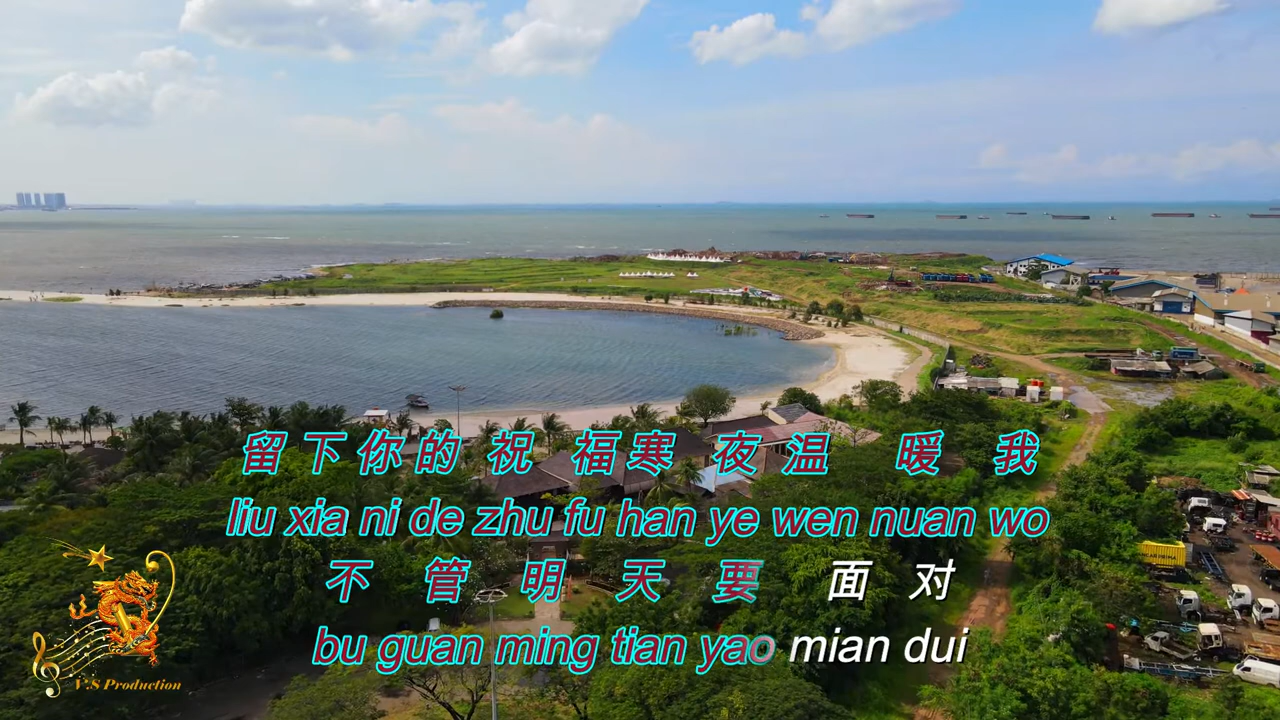 留下你的祝福寒夜温暖我
liu xia ni de zhu fu han ye wen nuan wo
不管明天要面对
bu guan ming tian yao mian dui
V.S Production